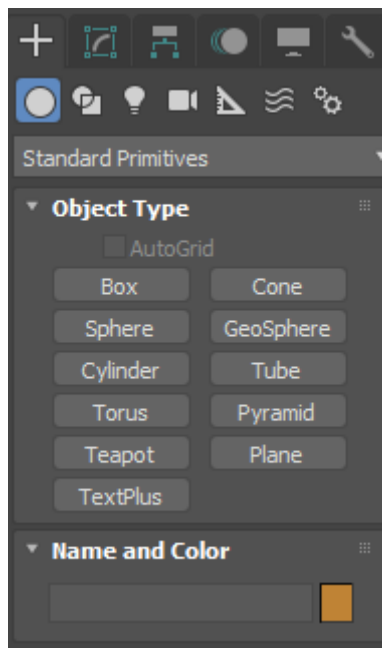 Standard Primitives
Object Type
AutoGrid
Box Cone
Sphere GeoSphere
Cylinder Tube
Torus Pyramid
Teapot Plane
TextPlus
Name and Color